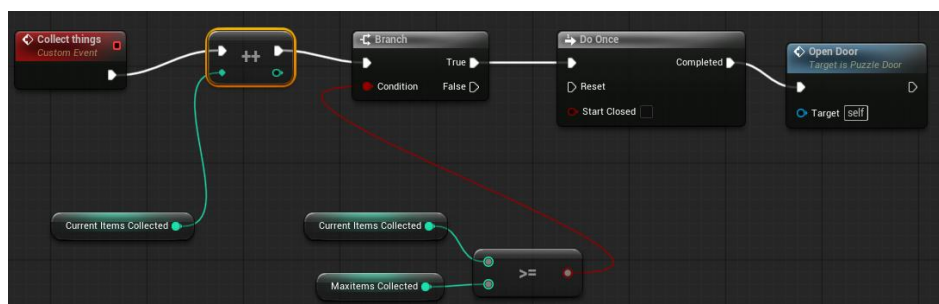 Collect things
Custom Event
++
Branch
True
Condition
False
Do Once
Completed
Reset
Start Closed
Open Door
Target is Puzzle Door
Target self
Current Items Collected
Current Items Collected
>=
Maxitems Collected